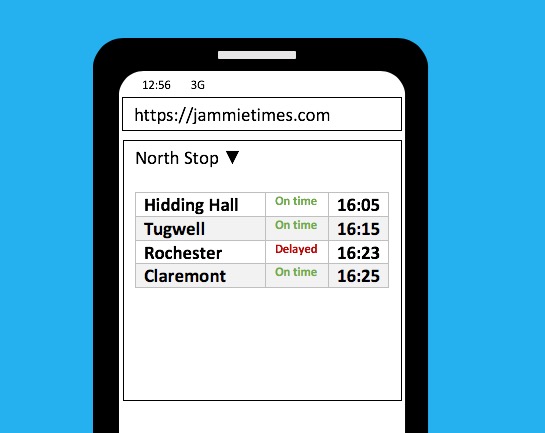 12:56 3G
https://jammietimes.com
North Stop ▼
Hidding Hall On time 16:05
Tugwell On time 16:15
Rochester Delayed 16:23
Claremont On time 16:25